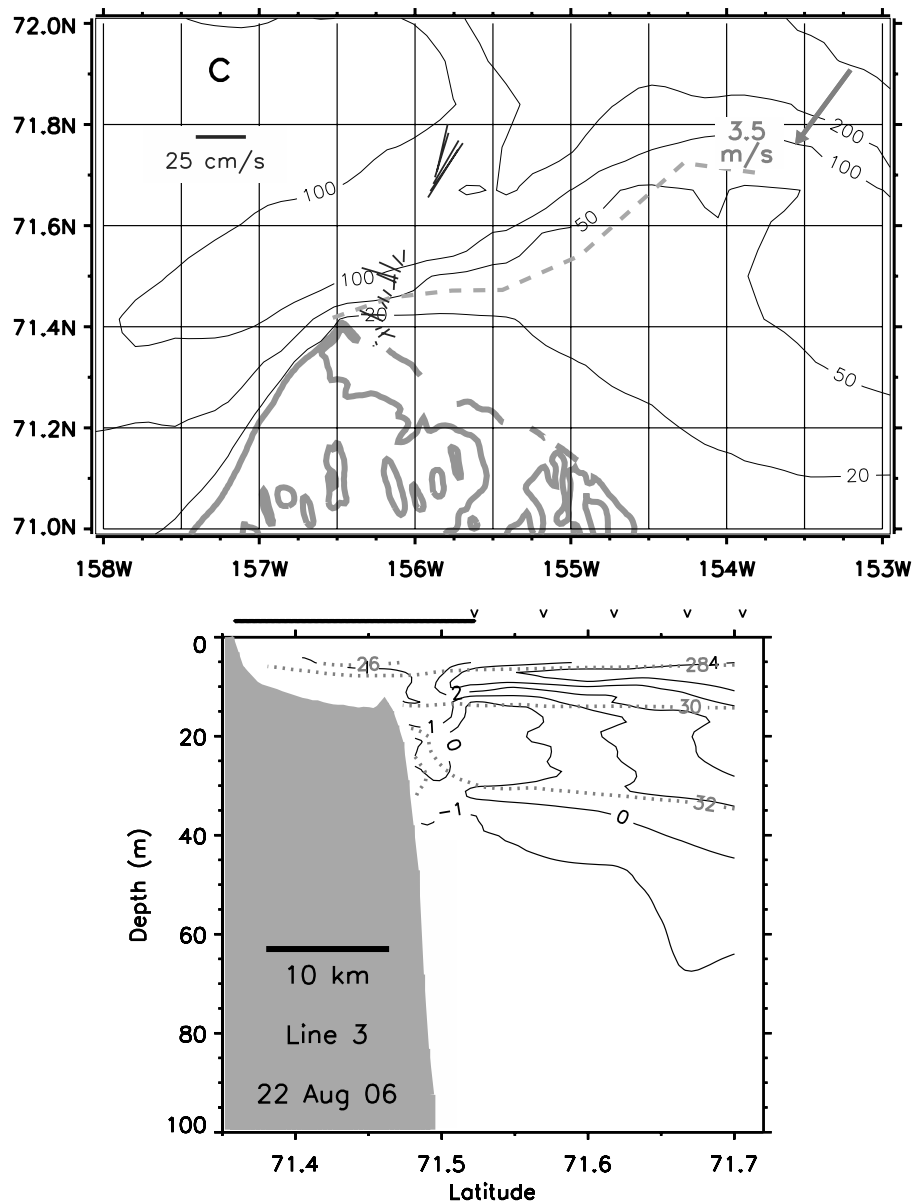 72.0N
C
25 cm/s
71.8N
3.5
m/s
200
100
100
71.6N
50
100
71.4N
20
50
71.2N
20
71.0N
158W 157W 156W 155W 154W 153W
v v v v v
0
26
1
28
4
2
30
20
1
0
32
-1
0
40
Depth (m)
60
10 km
80
Line 3
22 Aug 06
100
71.4 71.5 71.6 71.7
Latitude